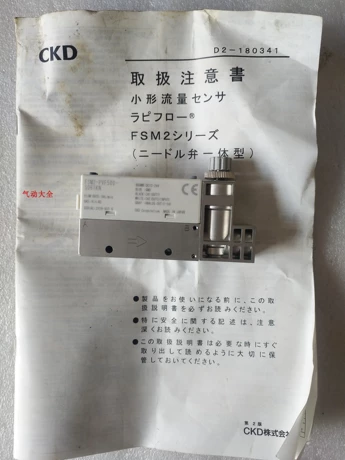 CKD
D2-180341
取扱注意書
小形流量センサ
ラピフロー®
FSM2シリーズ
(ニードル弁一体型)
CE
气动大全
●製品をお使いになる前に、この取
扱説明書を必ずお読みください。
●特に安全に関する記述は、注意
深くお読みください。
●この取扱説明書は必要な時にすぐ
取り出して読めるように大切に保
管しておいてください。
第2版
CKD株式会